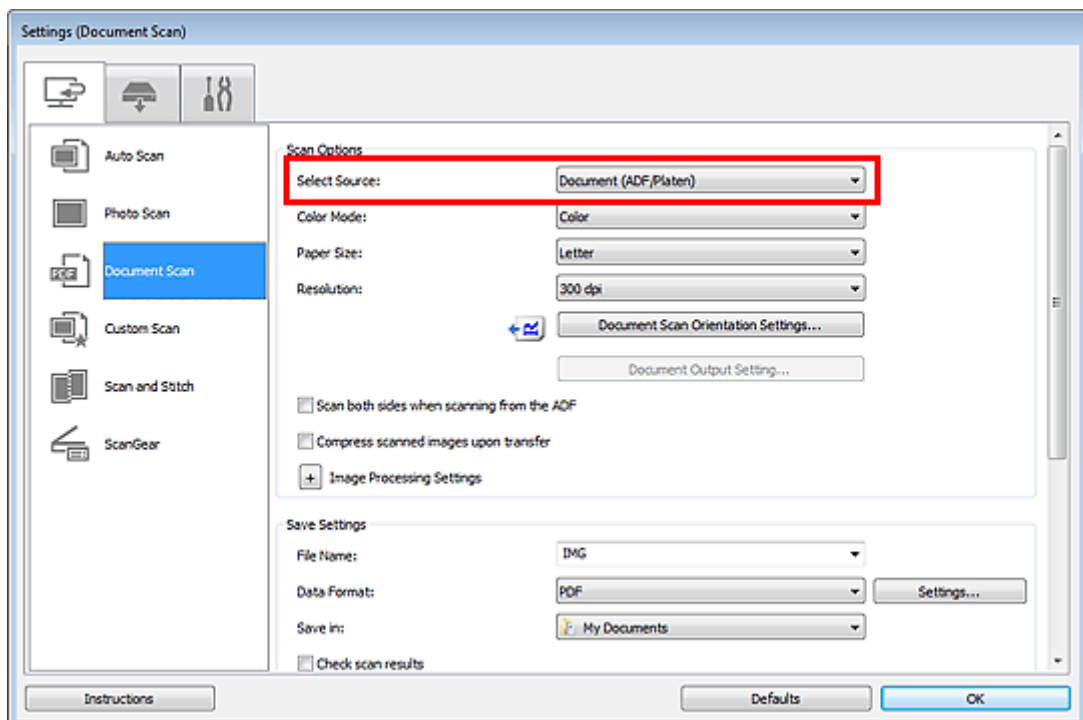 Settings (Document Scan)
Auto Scan
Photo Scan
PDF
Document Scan
Custom Scan
Scan and Stitch
ScanGear
Scan Options
Select Source: Document (ADF/Platen)
Color Mode: Color
Paper Size: Letter
Resolution: 300 dpi
R
Document Scan Orientation Settings...
Document Output Setting...
Scan both sides when scanning from the ADF
Compress scanned images upon transfer
+ Image Processing Settings
Save Settings
File Name: IMG
Data Format: PDF Settings...
Save in: My Documents
Check scan results
Instructions Defaults OK